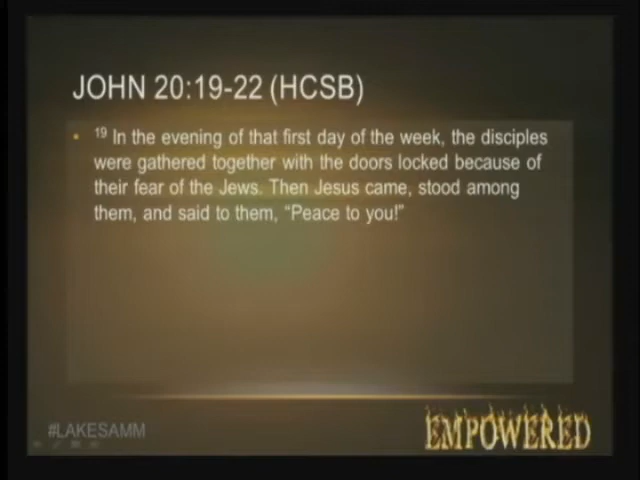 JOHN 20:19-22 (HCSB)
• 19 In the evening of that first day of the week, the disciples
were gathered together with the doors locked because of
their fear of the Jews. Then Jesus came, stood among
them, and said to them, “Peace to you!”
#LAKESAMM
EMPOWERED